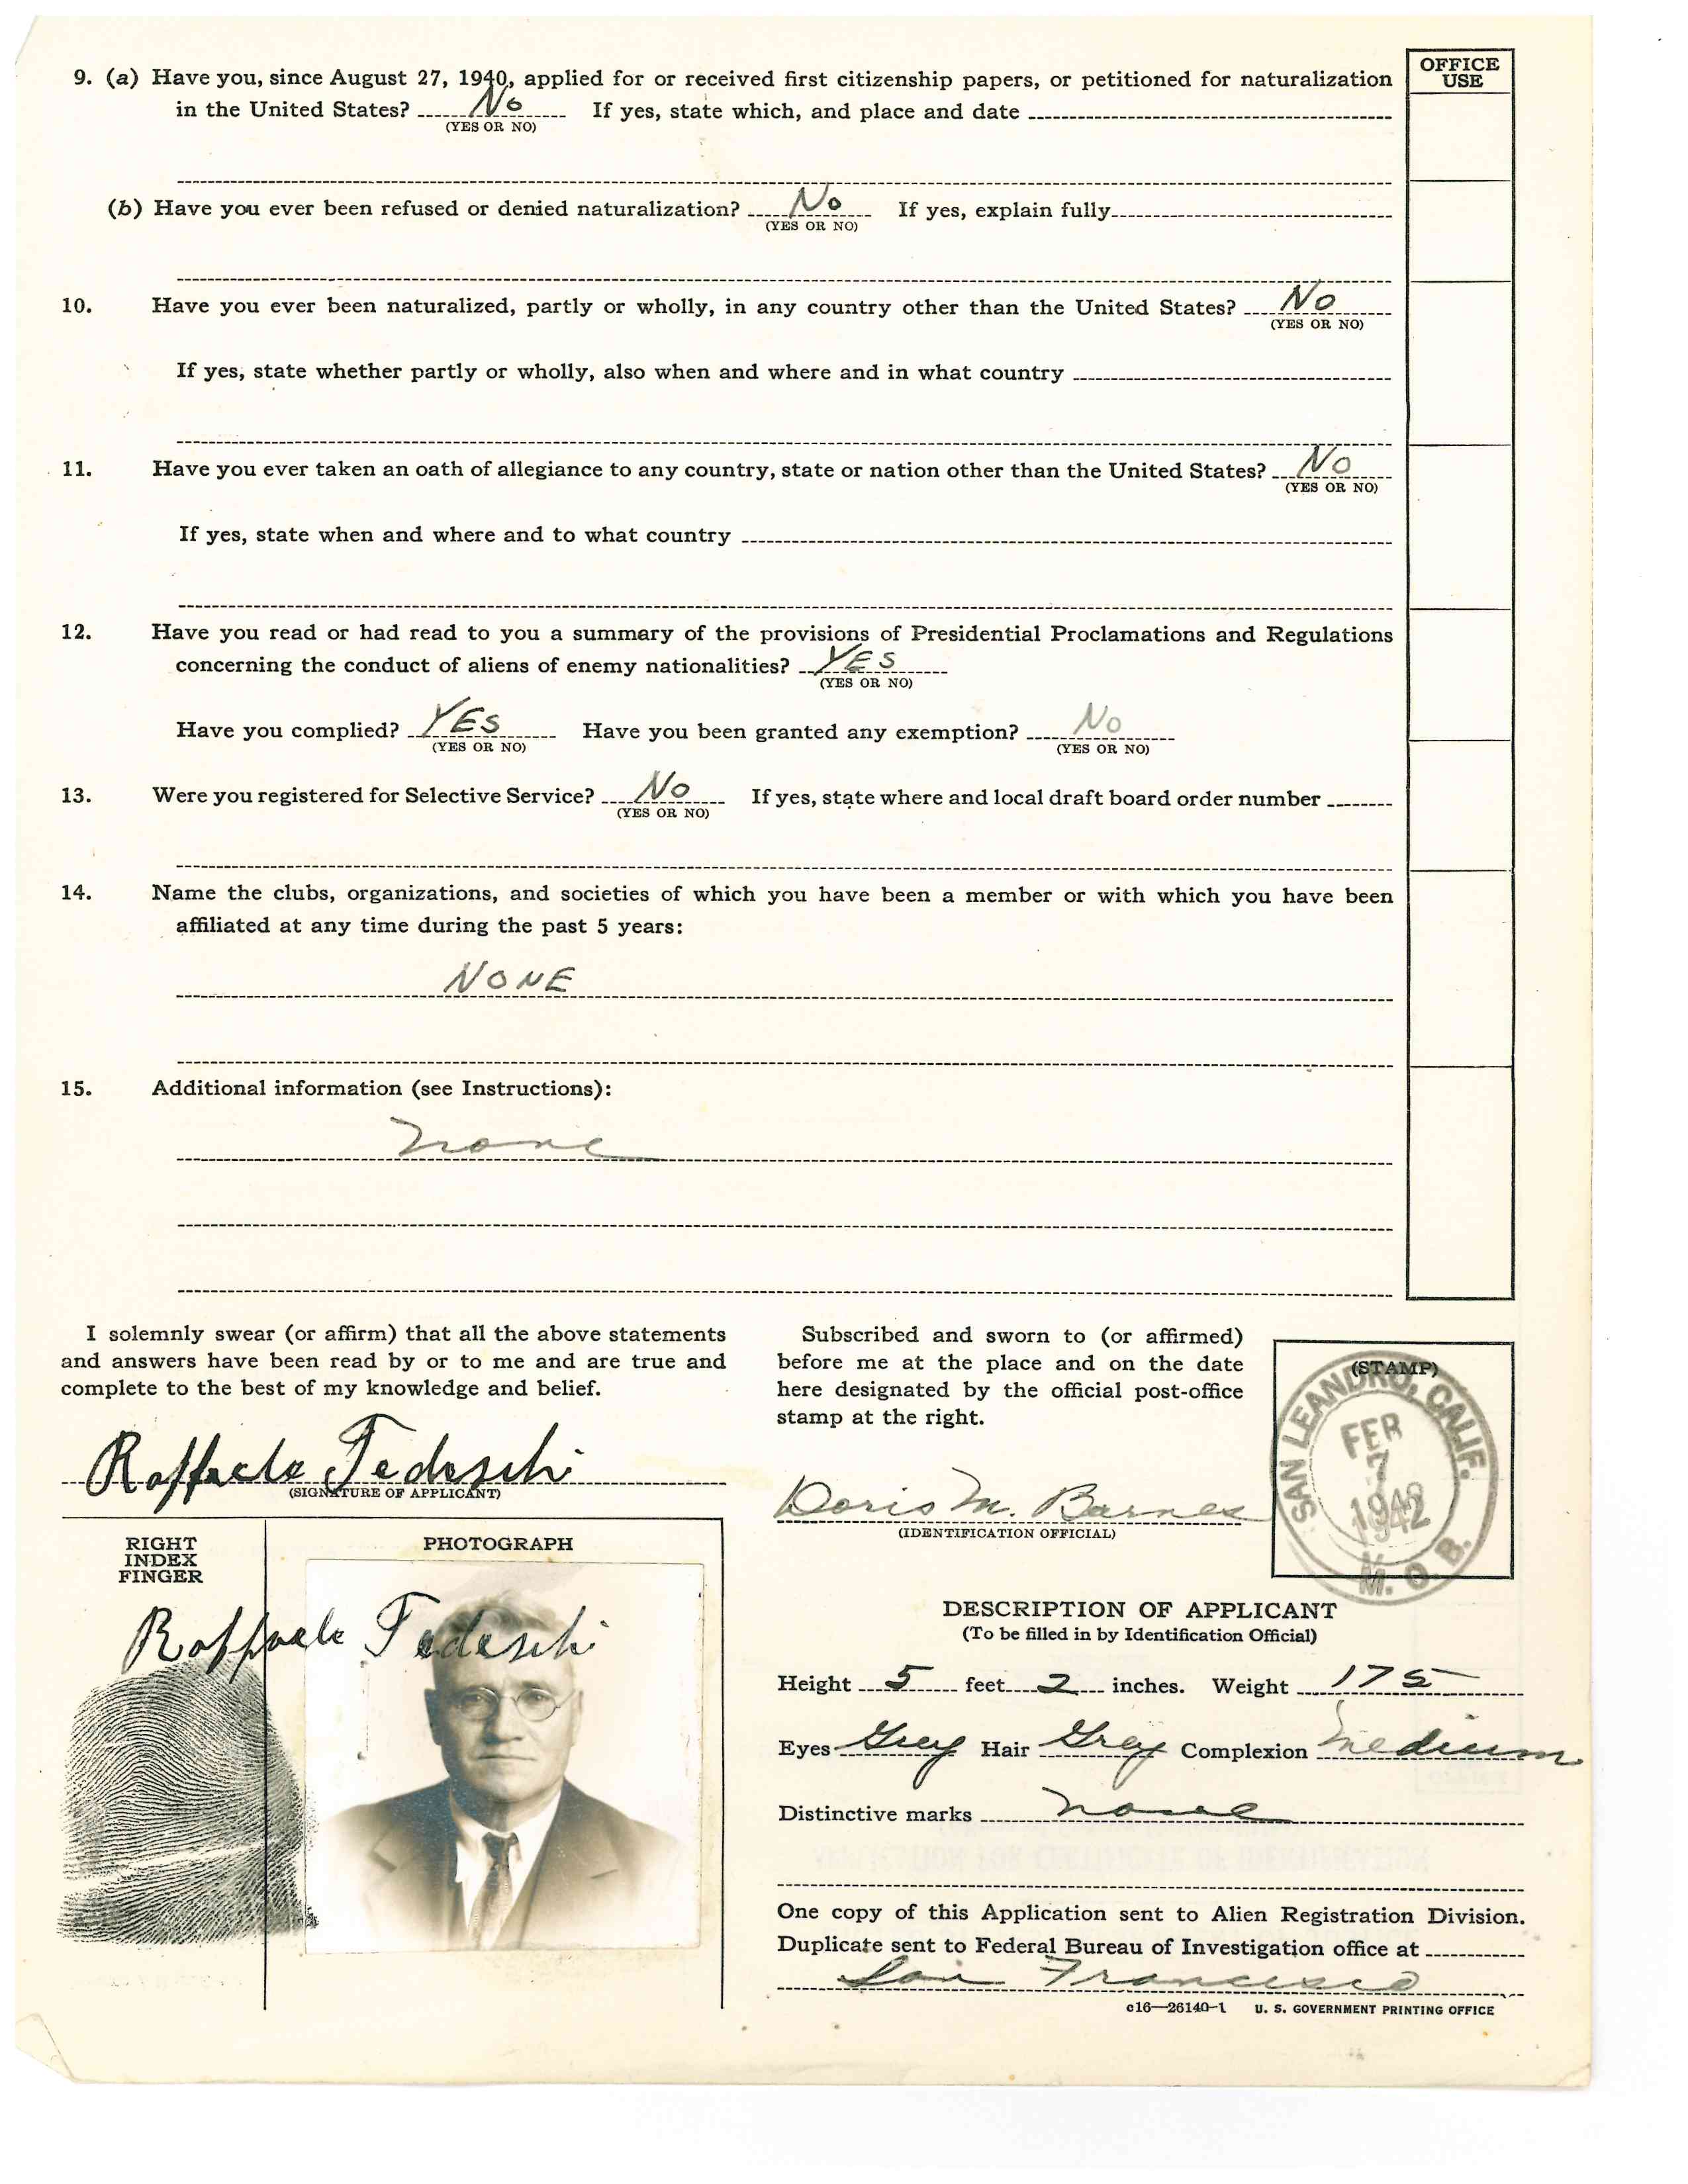 OFFICE
USE
9. (a) Have you, since August 27, 1940, applied for or received first citizenship papers, or petitioned for naturalization
in the United States? No If yes, state which, and place and date
(YES OR NO)
(b) Have you ever been refused or denied naturalization? No If yes, explain fully
(YES OR NO)
10. Have you ever been naturalized, partly or wholly, in any country other than the United States? No
(YES OR NO)
If yes, state whether partly or wholly, also when and where and in what country
11. Have you ever taken an oath of allegiance to any country, state or nation other than the United States? No
(YES OR NO)
If yes, state when and where and to what country
12. Have you read or had read to you a summary of the provisions of Presidential Proclamations and Regulations
concerning the conduct of aliens of enemy nationalities? YES
(YES OR NO)
Have you complied? YES Have you been granted any exemption? No
(YES OR NO) (YES OR NO)
13. Were you registered for Selective Service? No If yes, state where and local draft board order number
(YES OR NO)
14. Name the clubs, organizations, and societies of which you have been a member or with which you have been
affiliated at any time during the past 5 years:
NONE
15. Additional information (see Instructions):
none
I solemnly swear (or affirm) that all the above statements
and answers have been read by or to me and are true and
complete to the best of my knowledge and belief.
Raffaele Tedeschi
(SIGNATURE OF APPLICANT)
Subscribed and sworn to (or affirmed)
before me at the place and on the date
here designated by the official post-office
stamp at the right.
Doris M. Barnes
(IDENTIFICATION OFFICIAL)
(STAMP)
SAN LEANDRO, CALIF.
FEB
7
1942
M. O. B.
RIGHT
INDEX
FINGER
PHOTOGRAPH
Raffaele Tedeschi
DESCRIPTION OF APPLICANT
(To be filled in by Identification Official)
Height 5 feet 2 inches. Weight 175
Eyes Grey Hair Gray Complexion Medium
Distinctive marks none
One copy of this Application sent to Alien Registration Division.
Duplicate sent to Federal Bureau of Investigation office at
San Francisco
c16—26140-1 U. S. GOVERNMENT PRINTING OFFICE